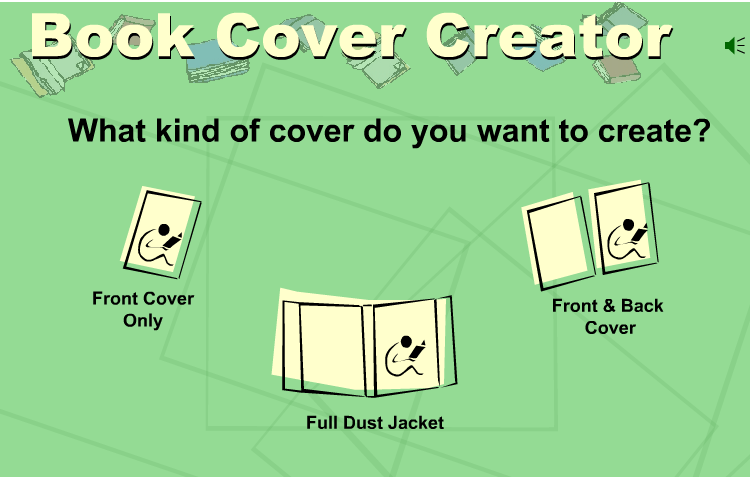 Book Cover Creator
What kind of cover do you want to create?
Front Cover
Only
Front & Back
Cover
Full Dust Jacket